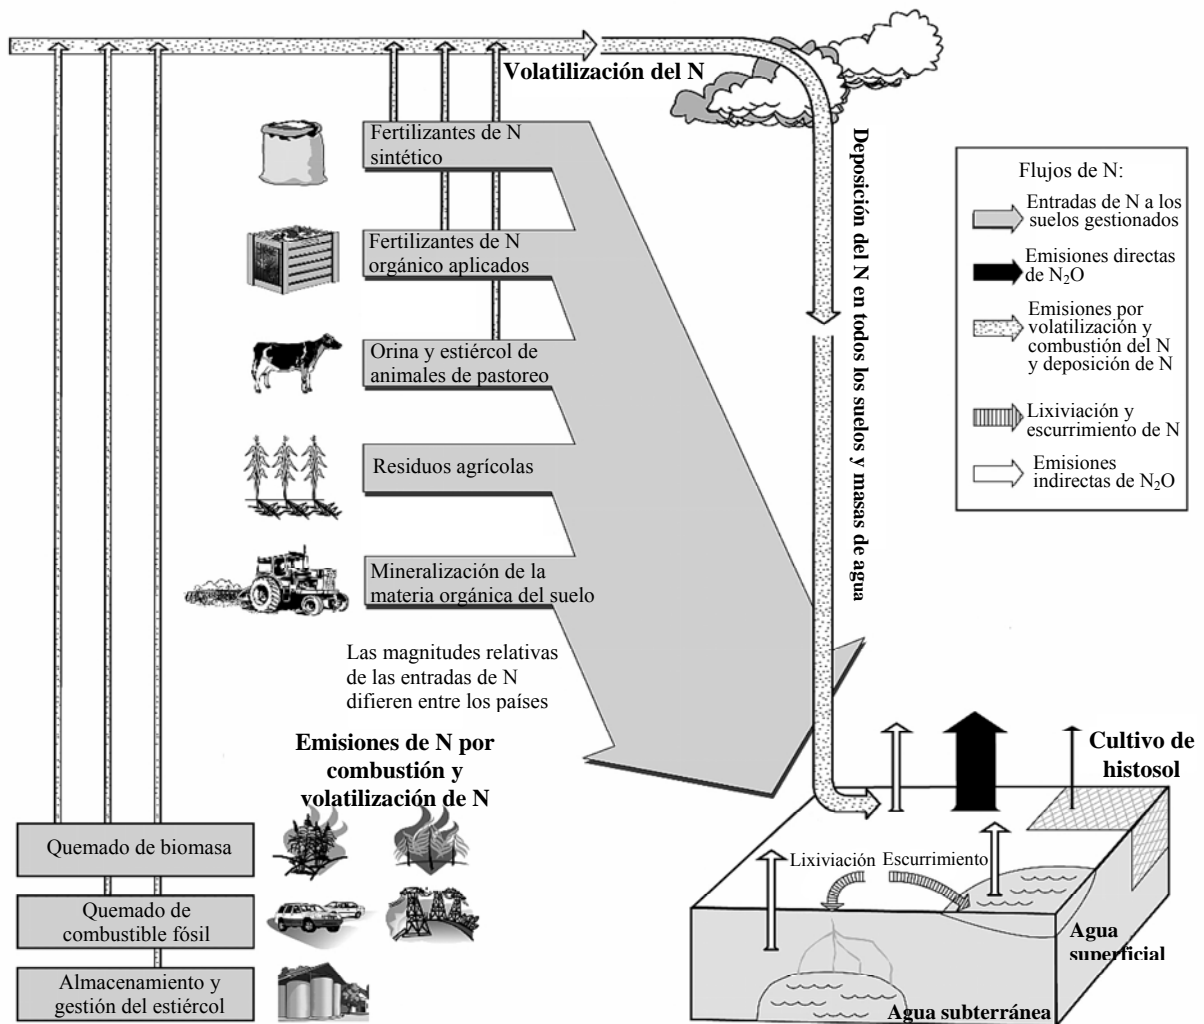 Volatilización del N
Fertilizantes de N
sintético
Fertilizantes de N
orgánico aplicados
Orina y estiércol de
animales de pastoreo
Residuos agrícolas
Mineralización de la
materia orgánica del suelo
Las magnitudes relativas
de las entradas de N
difieren entre los países
Emisiones de N por
combustión y
volatilización de N
Quemado de biomasa
Quemado de
combustible fósil
Almacenamiento y
gestión del estiércol
Deposición del N en todos los suelos y masas de agua
Flujos de N:
Entradas de N a los
suelos gestionados
Emisiones directas
de N₂O
Emisiones por
volatilización y
combustión del N
y deposición de N
Lixiviación y
escurrimiento de N
Emisiones
indirectas de N₂O
Cultivo de
histosol
Lixiviación Escurrimiento
Agua
superficial
Agua subterránea